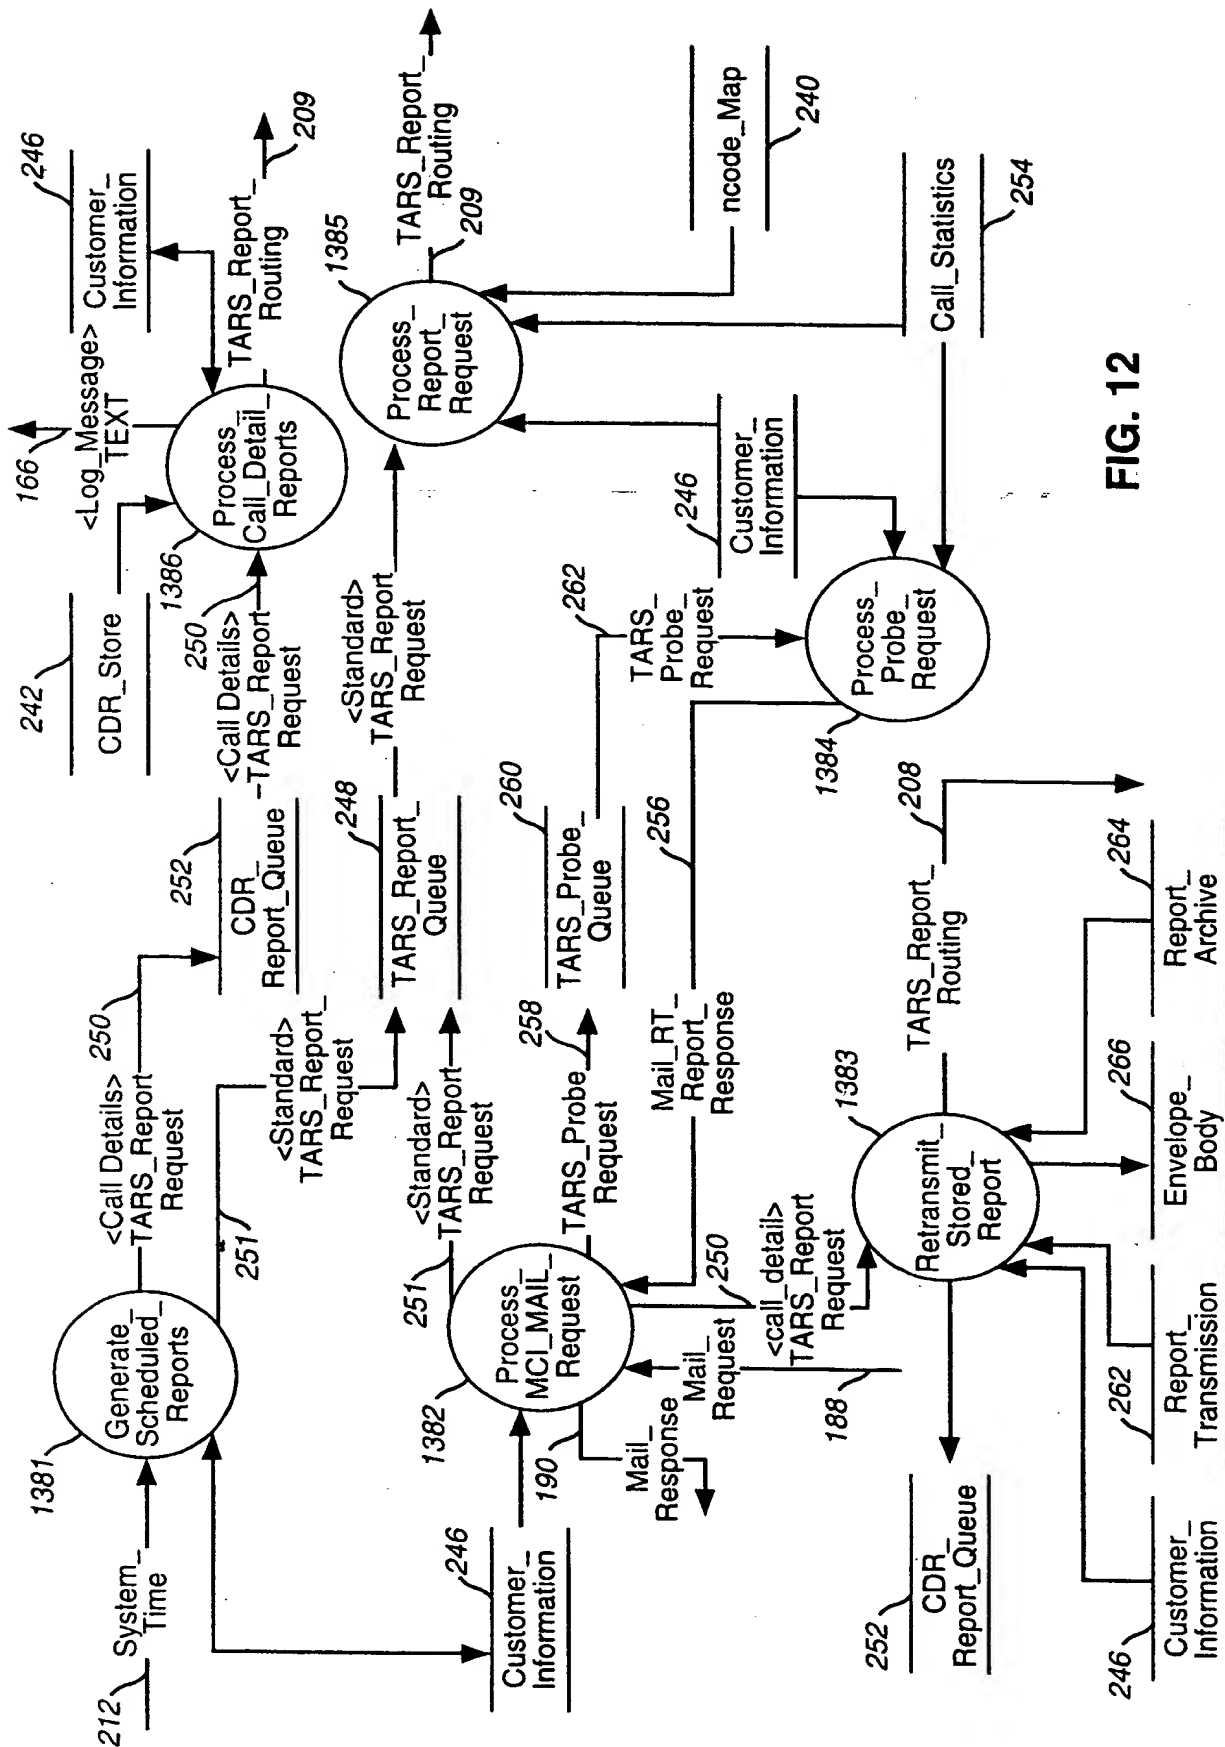 212
System_
Time
1381
Generate_
Scheduled_
Reports
<Call Details>
TARS_Report_
Request
250
252
CDR_
Report_Queue
251
<Standard>
TARS_Report_
Request
242
CDR_Store
<Call Details>
TARS_Report_
Request
250
1386
Process_
Call_Detail_
Reports
166
<Log_Message>
TEXT
246
Customer_
Information
TARS_Report_
Routing
209
246
Customer_
Information
1382
Process_
MCI_MAIL_
Request
251
<Standard>
TARS_Report_
Request
248
TARS_Report_
Queue
<Standard>
TARS_Report_
Request
1385
Process_
Report_
Request
TARS_Report_
Routing
209
190
Mail_
Response
TARS_Probe_
Request
258
260
TARS_Probe_
Queue
262
TARS_
Probe_
Request
246
Customer_
Information
ncode_Map
240
Mail_
Request
188
<call_detail>
TARS_Report_
Request
250
Mail_RT_
Report_
Response
256
1384
Process_
Probe_
Request
Call_Statistics
254
252
CDR_
Report_Queue
1383
Retransmit_
Stored_
Report
TARS_Report_
Routing
208
246
Customer_
Information
262
Report_
Transmission
266
Envelope_
Body
264
Report_
Archive
FIG. 12